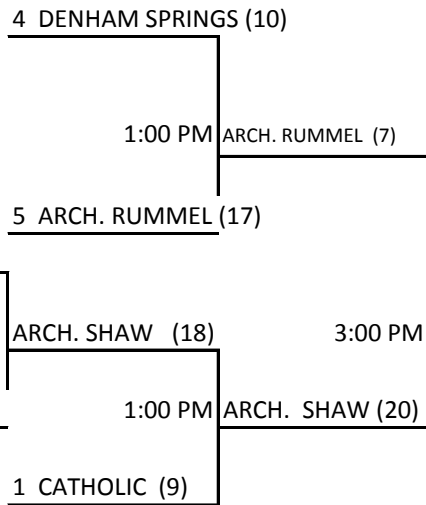 4 DENHAM SPRINGS (10)
1:00 PM ARCH. RUMMEL (7)
5 ARCH. RUMMEL (17)
ARCH. SHAW (18) 3:00 PM
1:00 PM ARCH. SHAW (20)
1 CATHOLIC (9)